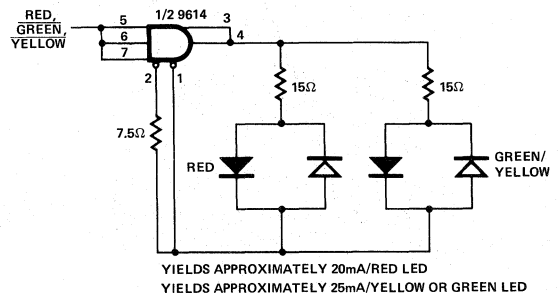 RED,
GREEN,
YELLOW
1/2 9614
5
6
7
3
4
2
1
15Ω
15Ω
7.5Ω
RED
GREEN/
YELLOW
YIELDS APPROXIMATELY 20mA/RED LED
YIELDS APPROXIMATELY 25mA/YELLOW OR GREEN LED